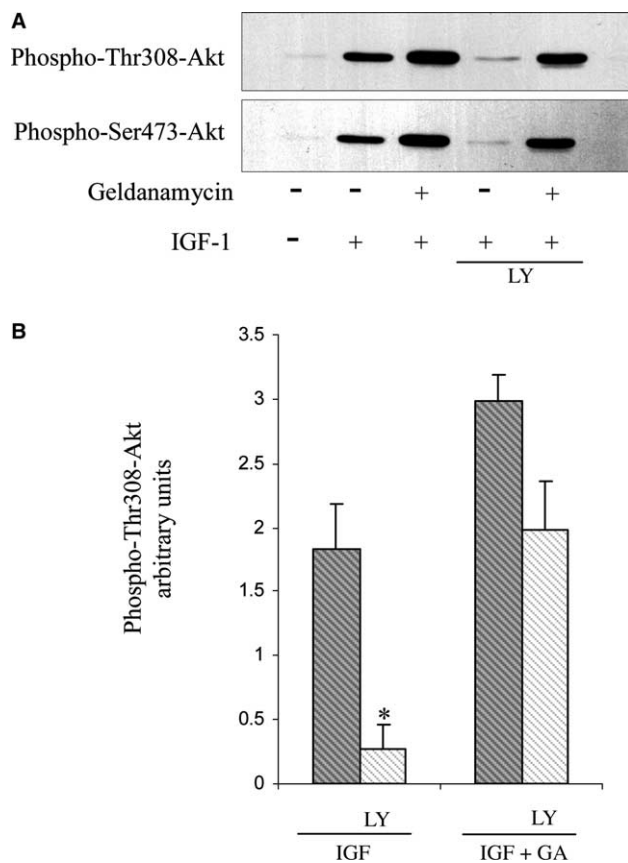 A
Phospho-Thr308-Akt
Phospho-Ser473-Akt
Geldanamycin - - + - +
IGF-1 - + + + +
LY
B
Phospho-Thr308-Akt
arbitrary units
3.5
3
2.5
2
1.5
1
0.5
0
*
LY LY
IGF IGF + GA